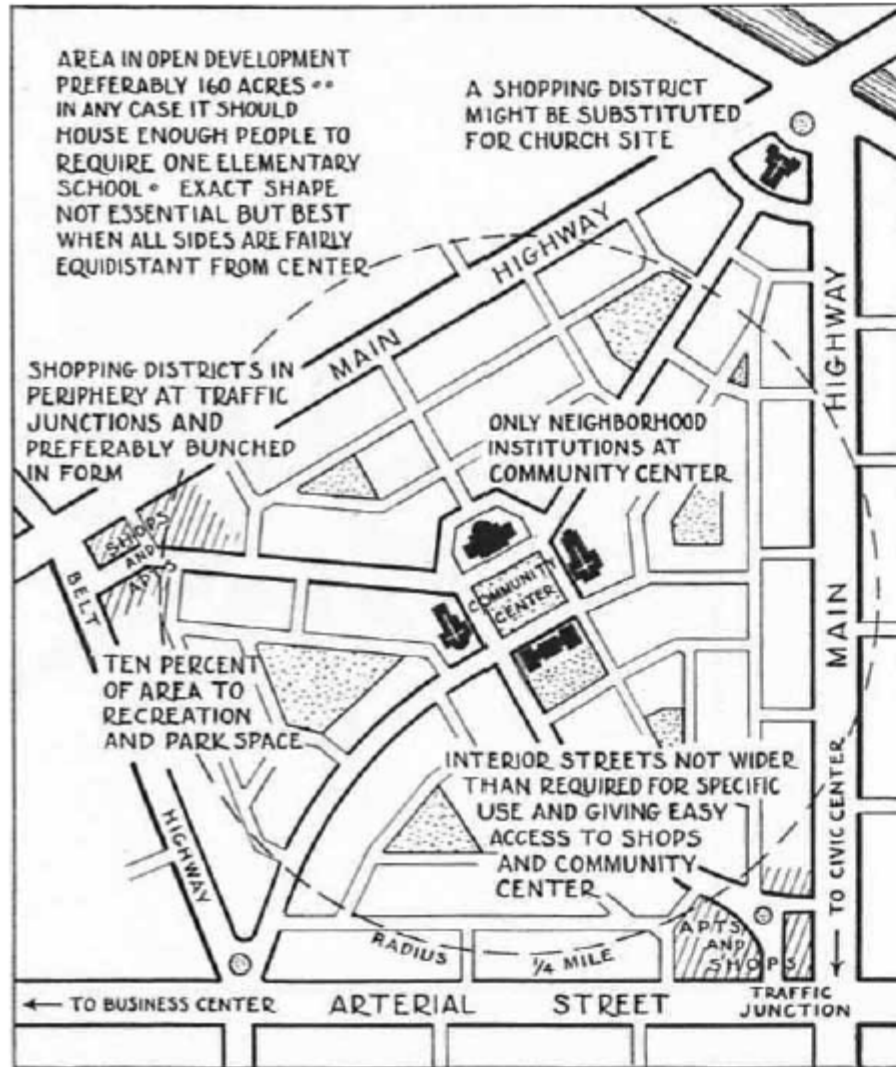 AREA IN OPEN DEVELOPMENT
PREFERABLY 160 ACRES ••
IN ANY CASE IT SHOULD
HOUSE ENOUGH PEOPLE TO
REQUIRE ONE ELEMENTARY
SCHOOL • EXACT SHAPE
NOT ESSENTIAL BUT BEST
WHEN ALL SIDES ARE FAIRLY
EQUIDISTANT FROM CENTER
A SHOPPING DISTRICT
MIGHT BE SUBSTITUTED
FOR CHURCH SITE
MAIN HIGHWAY
HIGHWAY
MAIN
SHOPPING DISTRICTS IN
PERIPHERY AT TRAFFIC
JUNCTIONS AND
PREFERABLY BUNCHED
IN FORM
ONLY NEIGHBORHOOD
INSTITUTIONS AT
COMMUNITY CENTER
SHOPS
AND
APTS
BELT
HIGHWAY
COMMUNITY
CENTER
TEN PERCENT
OF AREA TO
RECREATION
AND PARK SPACE
INTERIOR STREETS NOT WIDER
THAN REQUIRED FOR SPECIFIC
USE AND GIVING EASY
ACCESS TO SHOPS
AND COMMUNITY
CENTER
← TO CIVIC CENTER
APTS
AND
SHOPS
RADIUS 1/4 MILE
← TO BUSINESS CENTER
ARTERIAL STREET
TRAFFIC
JUNCTION